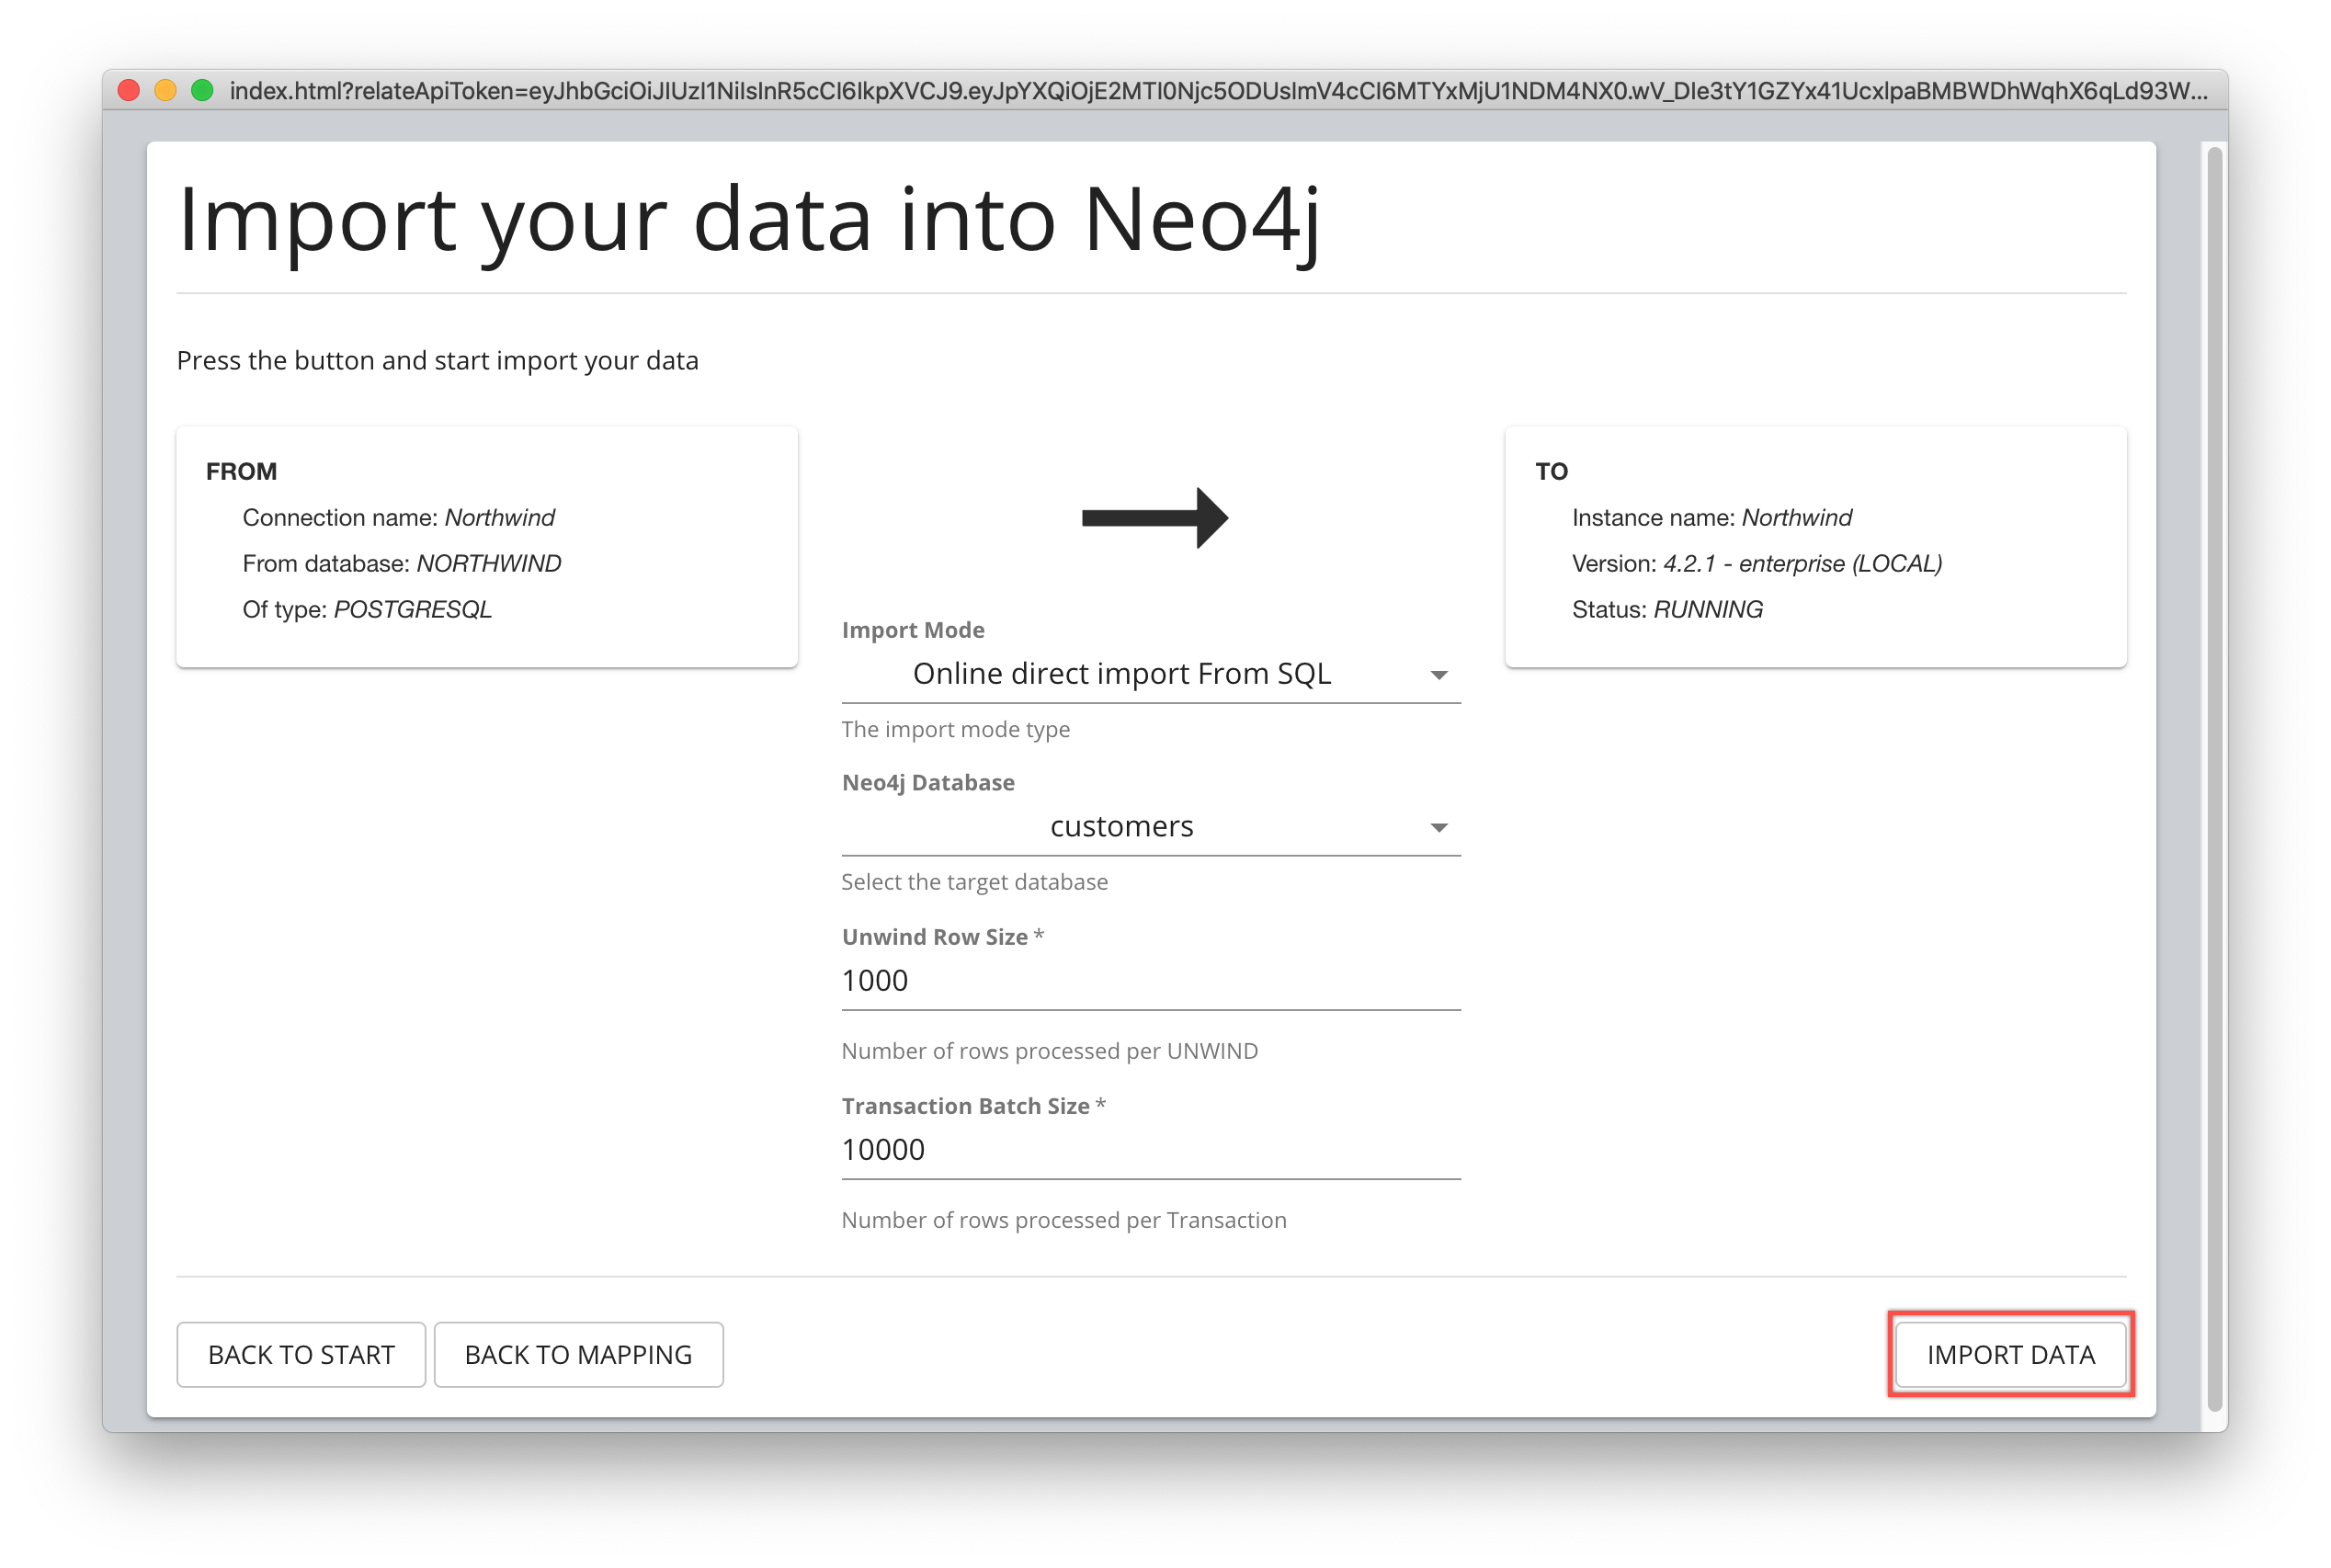 index.html?relateApiToken=eyJhbGciOiJIUzI1NiIsInR5cCI6IkpXVCJ9.eyJpYXQiOjE2MTI0Njc5ODUsImV4cCI6MTYxMjU1NDM4NX0.wV_DIe3tY1GZYx41UcxlpaBMBWDhWqhX6qLd93W...
Import your data into Neo4j
Press the button and start import your data
FROM
Connection name: Northwind
From database: NORTHWIND
Of type: POSTGRESQL
TO
Instance name: Northwind
Version: 4.2.1 - enterprise (LOCAL)
Status: RUNNING
Import Mode
Online direct import From SQL
The import mode type
Neo4j Database
customers
Select the target database
Unwind Row Size *
1000
Number of rows processed per UNWIND
Transaction Batch Size *
10000
Number of rows processed per Transaction
BACK TO START
BACK TO MAPPING
IMPORT DATA